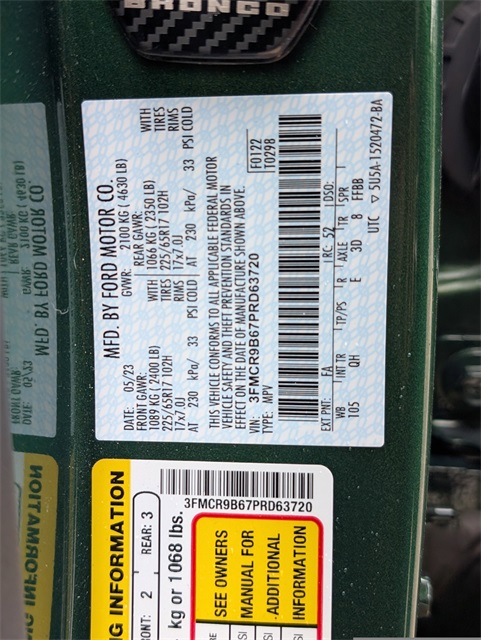 BRONCO
MFD. BY FORD MOTOR CO.
DATE: 05/23 GVWR: 2100 KG ( 4630 LB)
FRONT GAWR: REAR GAWR: WITH
1089 KG ( 2400 LB) 1066 KG ( 2350 LB) TIRES
225/65R17 102H TIRES 225/65R17 102H RIMS
17x7.0J RIMS 17x7.0J
AT 230 kPa/ 33 PSI COLD AT 230 kPa/ 33 PSI COLD
THIS VEHICLE CONFORMS TO ALL APPLICABLE FEDERAL MOTOR
VEHICLE SAFETY AND THEFT PREVENTION STANDARDS IN
EFFECT ON THE DATE OF MANUFACTURE SHOWN ABOVE.
VIN: 3FMCR9B67PRD63720 F0122
TYPE: MPV T0298
EXT PNT: FA RC: 52 DSO:
WB INT TR TP/PS R AXLE TR SPR
105 QH E 3D 8 FFBB
UTC 5U5A-1520472-BA
3FMCR9B67PRD63720
NG INFORMATION
RONT: 2 REAR: 3
kg or 1068 lbs.
SEE OWNERS
MANUAL FOR
ADDITIONAL
INFORMATION